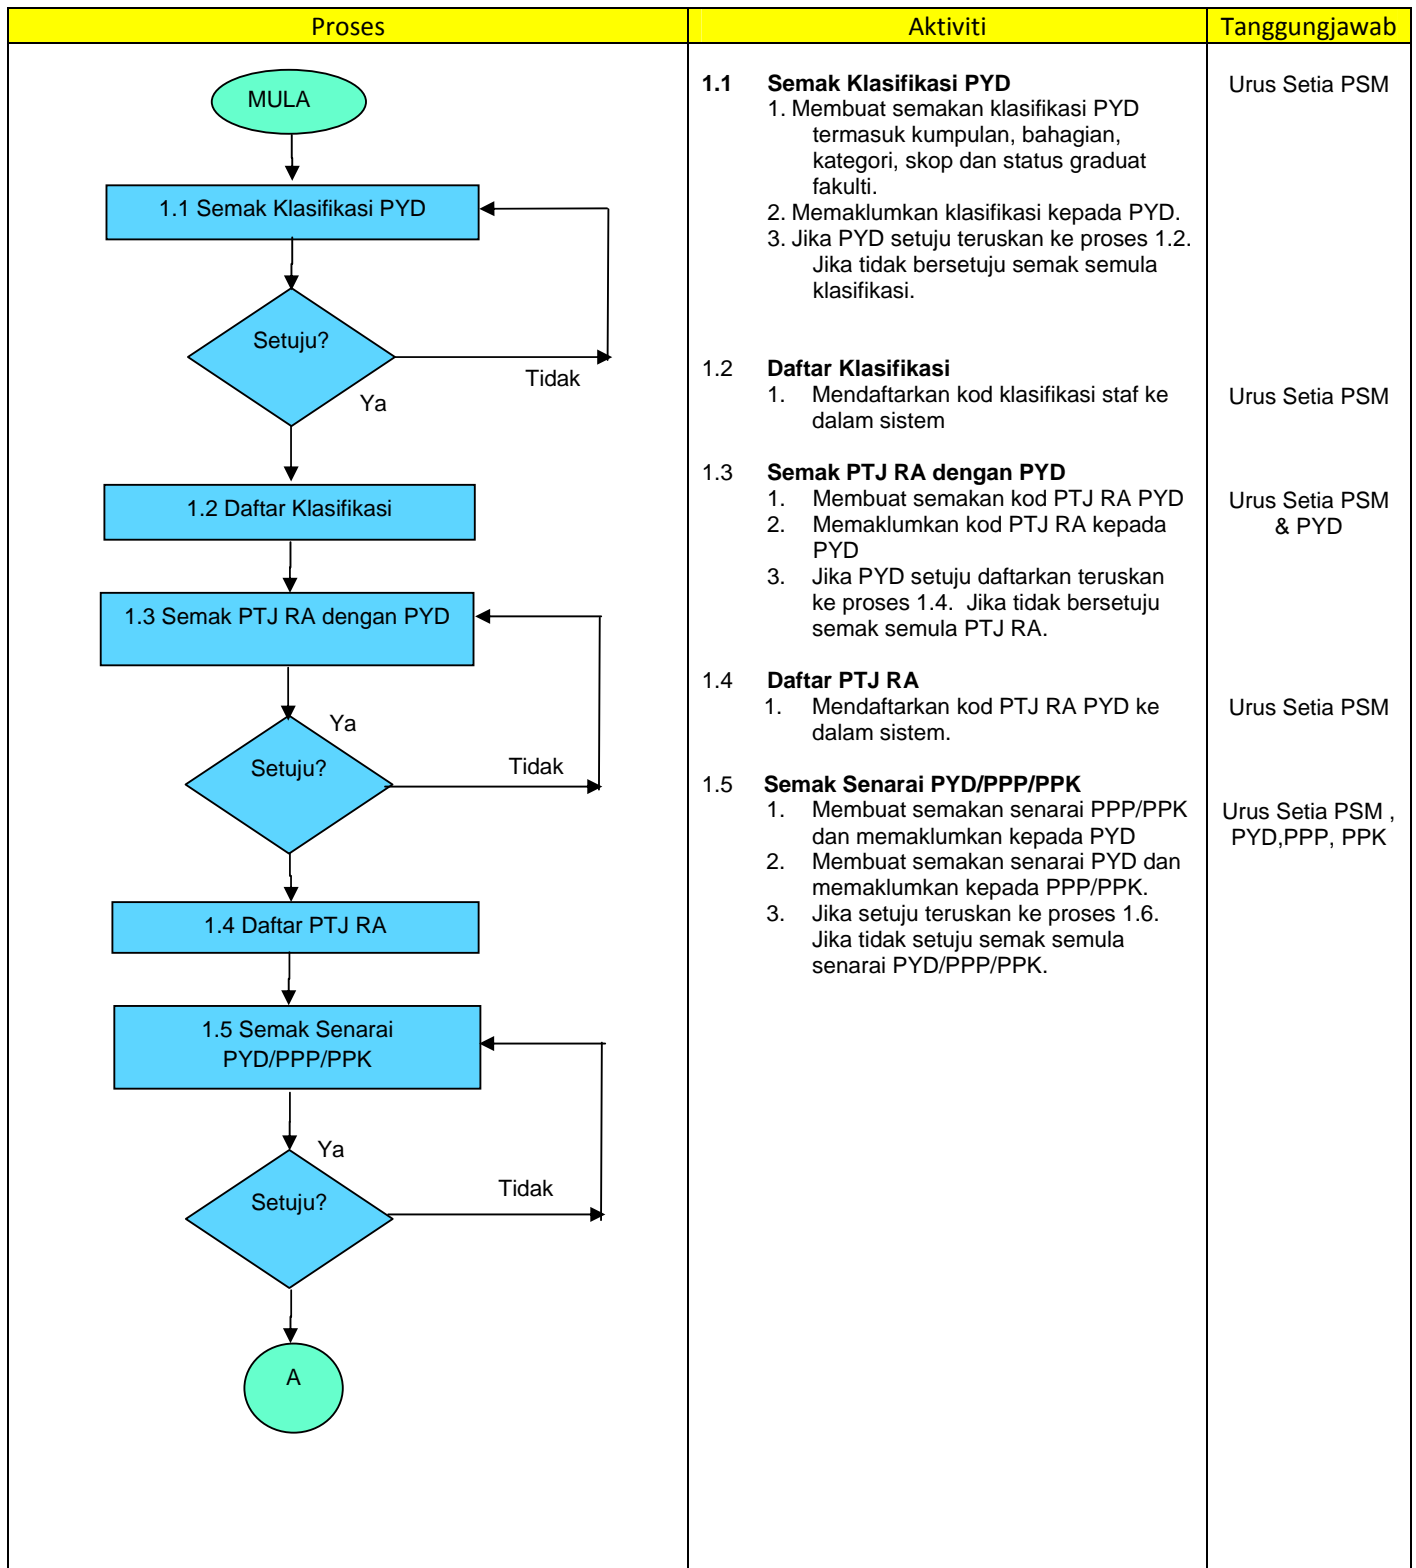 Proses
Aktiviti
Tanggungjawab
MULA
1.1 Semak Klasifikasi PYD
Setuju?
Tidak
Ya
1.2 Daftar Klasifikasi
1.3 Semak PTJ RA dengan PYD
Ya
Setuju?
Tidak
1.4 Daftar PTJ RA
1.5 Semak Senarai
PYD/PPP/PPK
Ya
Setuju?
Tidak
A
1.1 Semak Klasifikasi PYD
1. Membuat semakan klasifikasi PYD
termasuk kumpulan, bahagian,
kategori, skop dan status graduat
fakulti.
2. Memaklumkan klasifikasi kepada PYD.
3. Jika PYD setuju teruskan ke proses 1.2.
Jika tidak bersetuju semak semula
klasifikasi.
1.2 Daftar Klasifikasi
1. Mendaftarkan kod klasifikasi staf ke
dalam sistem
1.3 Semak PTJ RA dengan PYD
1. Membuat semakan kod PTJ RA PYD
2. Memaklumkan kod PTJ RA kepada
PYD
3. Jika PYD setuju daftarkan teruskan
ke proses 1.4. Jika tidak bersetuju
semak semula PTJ RA.
1.4 Daftar PTJ RA
1. Mendaftarkan kod PTJ RA PYD ke
dalam sistem.
1.5 Semak Senarai PYD/PPP/PPK
1. Membuat semakan senarai PPP/PPK
dan memaklumkan kepada PYD
2. Membuat semakan senarai PYD dan
memaklumkan kepada PPP/PPK.
3. Jika setuju teruskan ke proses 1.6.
Jika tidak setuju semak semula
senarai PYD/PPP/PPK.
Urus Setia PSM
Urus Setia PSM
Urus Setia PSM
& PYD
Urus Setia PSM
Urus Setia PSM ,
PYD,PPP, PPK